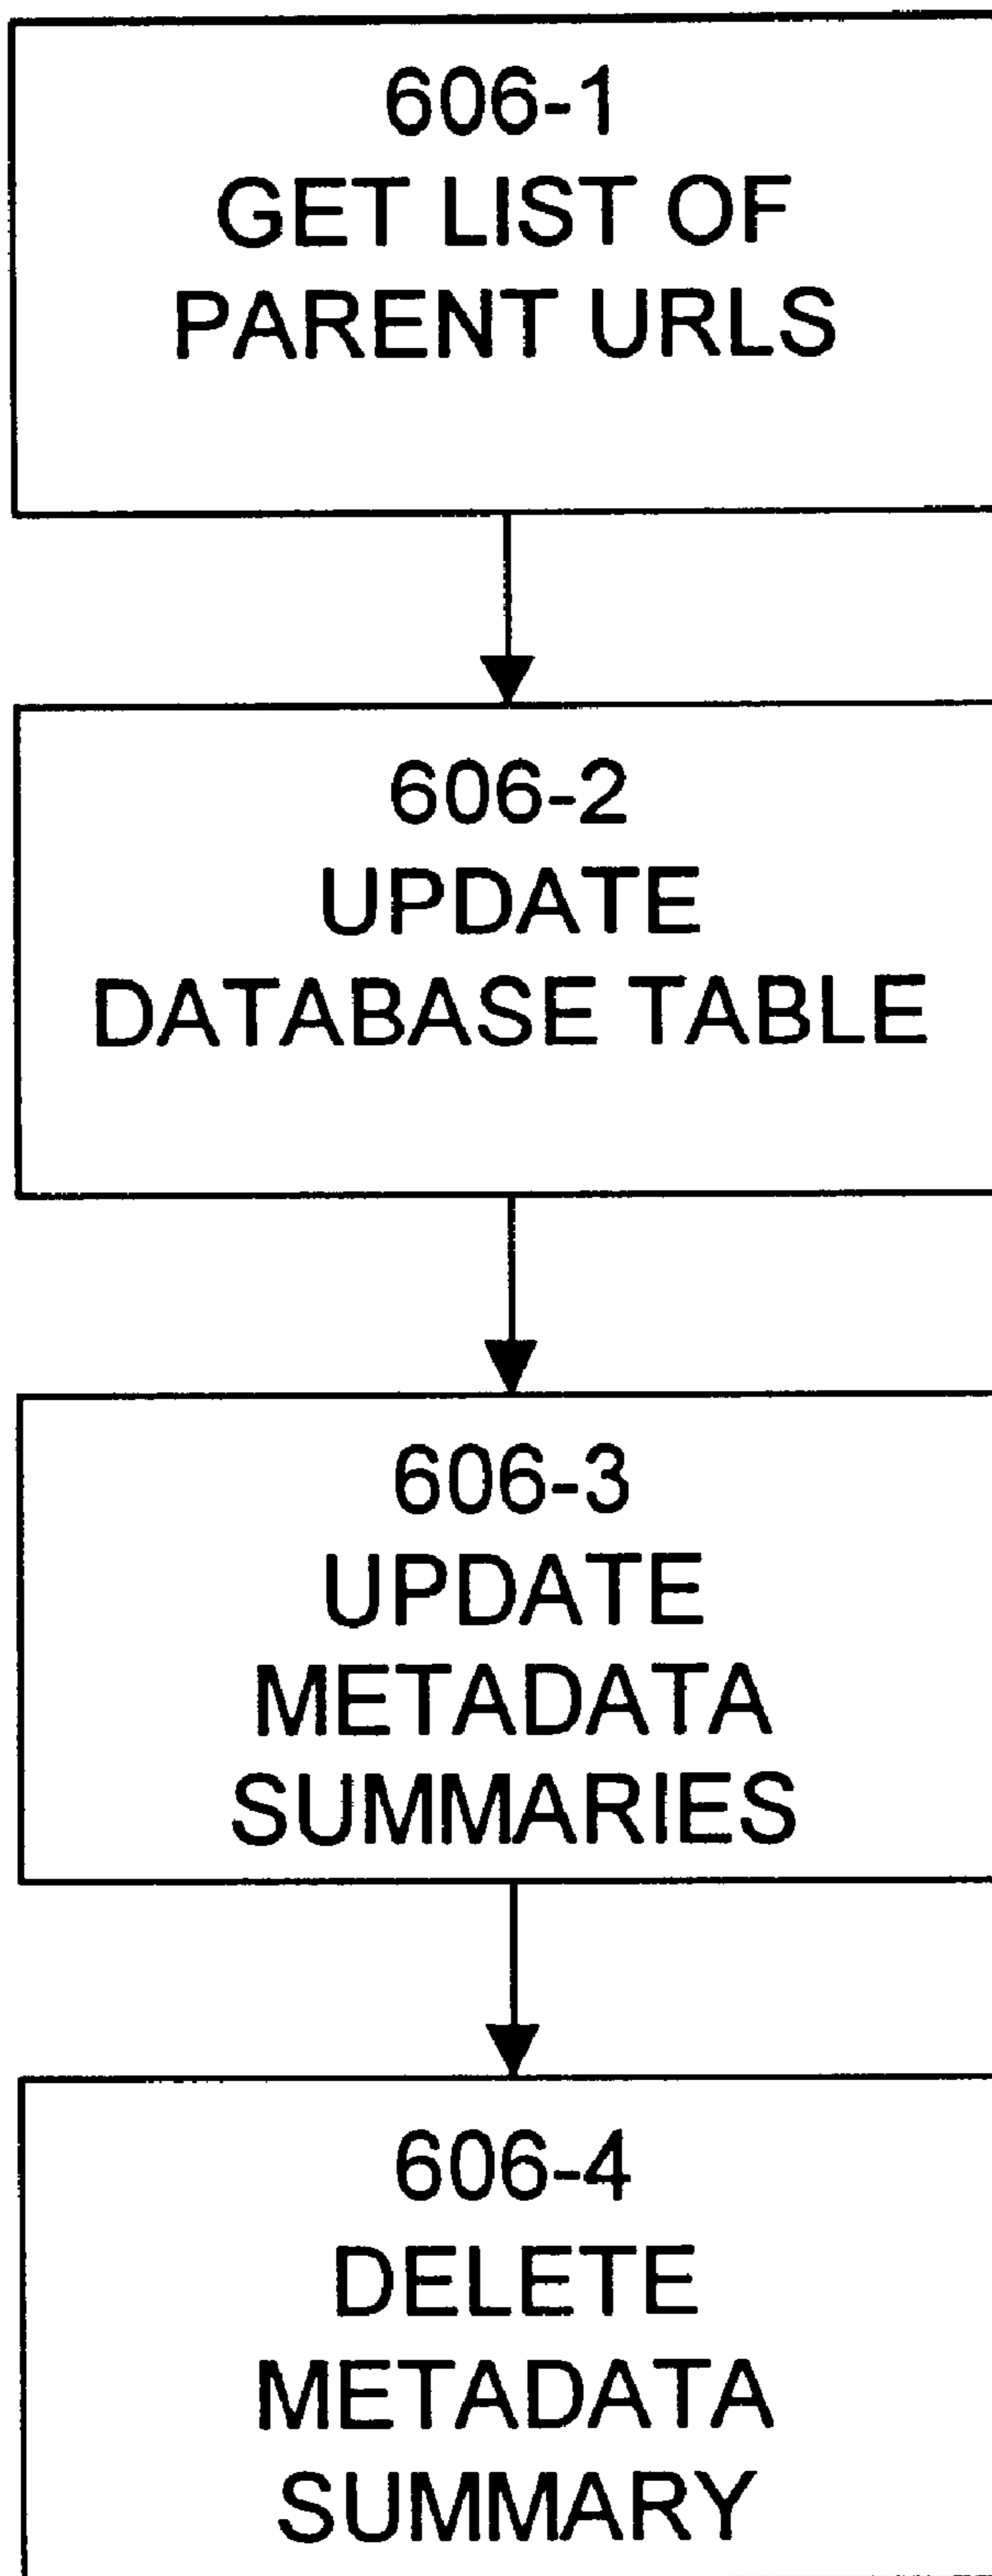 606-1
GET LIST OF
PARENT URLS
606-2
UPDATE
DATABASE TABLE
606-3
UPDATE
METADATA
SUMMARIES
606-4
DELETE
METADATA
SUMMARY